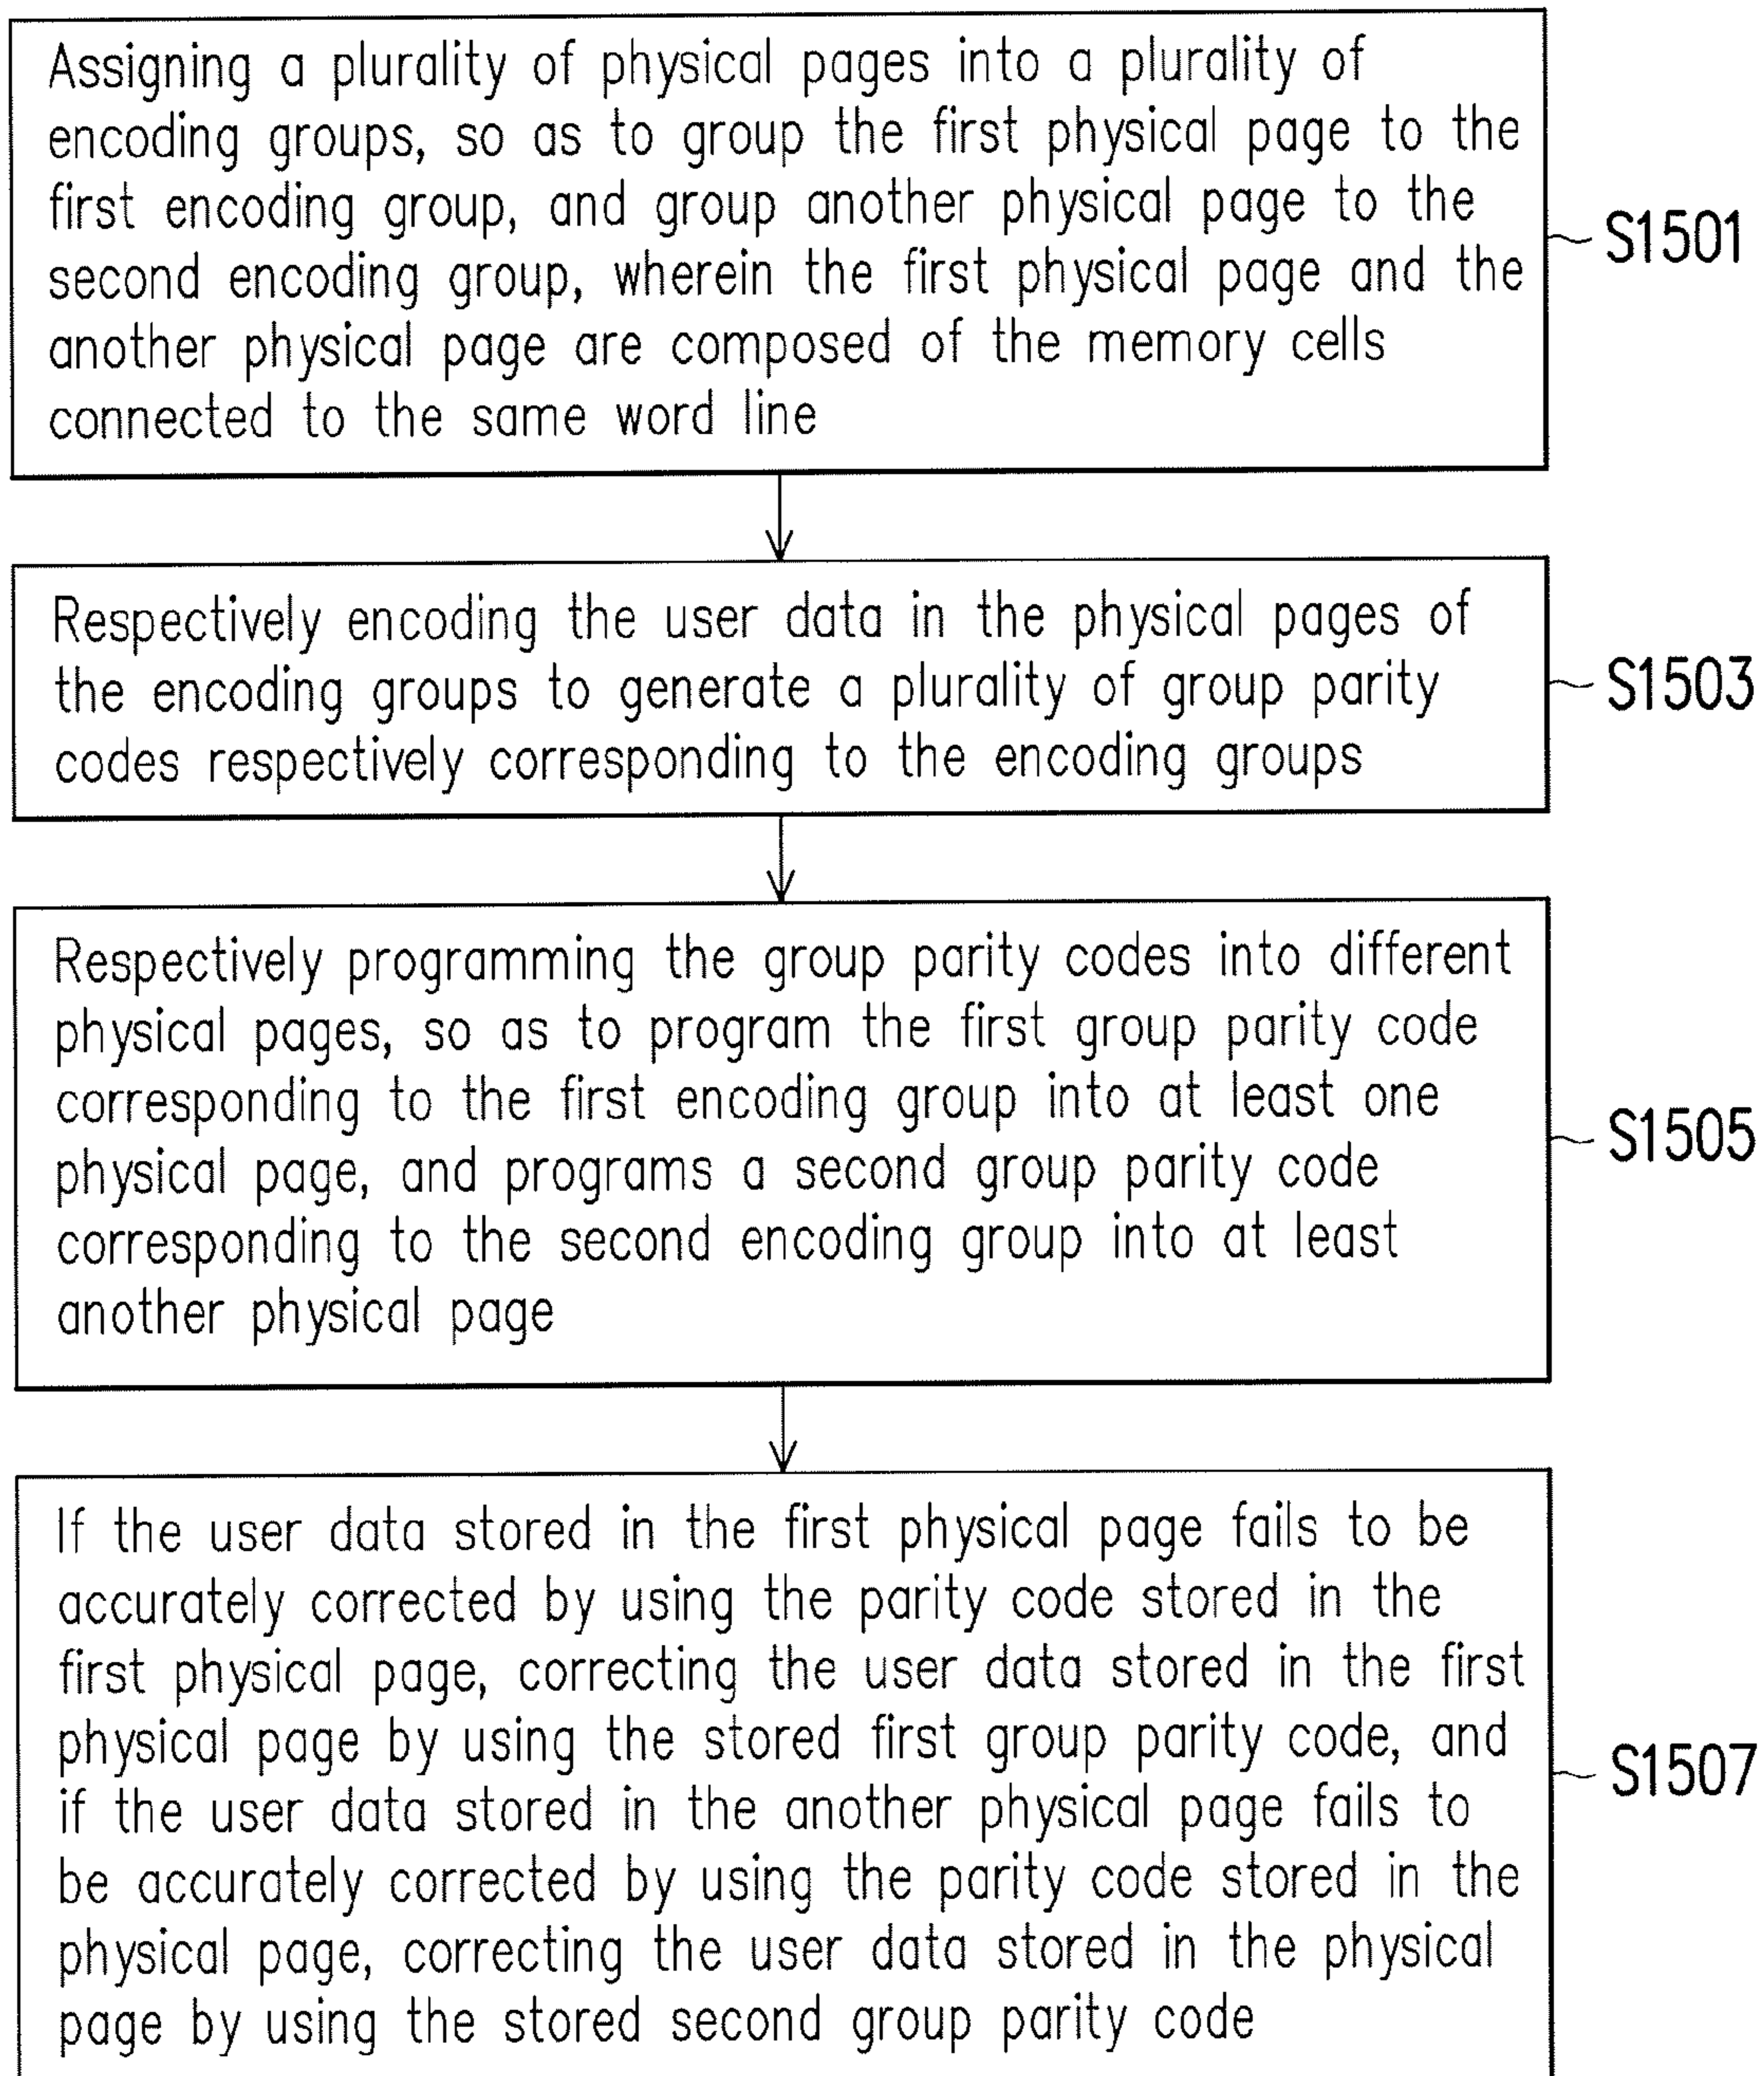 Assigning a plurality of physical pages into a plurality of
encoding groups, so as to group the first physical page to the
first encoding group, and group another physical page to the
second encoding group, wherein the first physical page and the
another physical page are composed of the memory cells
connected to the same word line
S1501
Respectively encoding the user data in the physical pages of
the encoding groups to generate a plurality of group parity
codes respectively corresponding to the encoding groups
S1503
Respectively programming the group parity codes into different
physical pages, so as to program the first group parity code
corresponding to the first encoding group into at least one
physical page, and programs a second group parity code
corresponding to the second encoding group into at least
another physical page
S1505
If the user data stored in the first physical page fails to be
accurately corrected by using the parity code stored in the
first physical page, correcting the user data stored in the first
physical page by using the stored first group parity code, and
if the user data stored in the another physical page fails to
be accurately corrected by using the parity code stored in the
physical page, correcting the user data stored in the physical
page by using the stored second group parity code
S1507